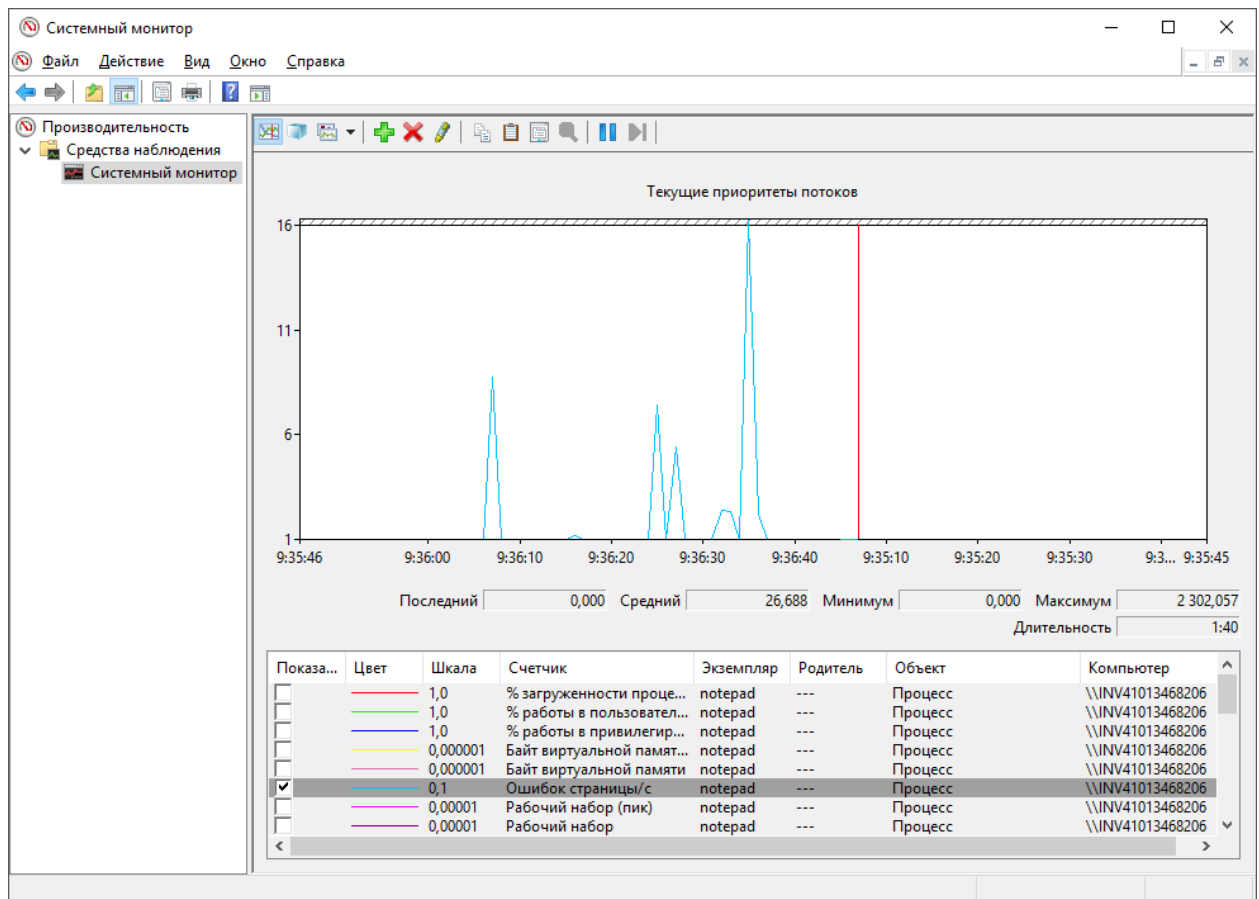 Системный монитор
Файл Действие Вид Окно Справка
Производительность
Средства наблюдения
Системный монитор
Текущие приоритеты потоков
16
11
6
1
9:35:46 9:36:00 9:36:10 9:36:20 9:36:30 9:36:40 9:35:10 9:35:20 9:35:30 9:3... 9:35:45
Последний 0,000 Средний 26,688 Минимум 0,000 Максимум 2 302,057
Длительность 1:40
Показа... Цвет Шкала Счетчик Экземпляр Родитель Объект Компьютер
1,0 % загруженности проце... notepad --- Процесс \\INV41013468206
1,0 % работы в пользовател... notepad --- Процесс \\INV41013468206
1,0 % работы в привилегир... notepad --- Процесс \\INV41013468206
0,000001 Байт виртуальной памят... notepad --- Процесс \\INV41013468206
0,000001 Байт виртуальной памяти notepad --- Процесс \\INV41013468206
0,1 Ошибок страницы/с notepad --- Процесс \\INV41013468206
0,00001 Рабочий набор (пик) notepad --- Процесс \\INV41013468206
0,00001 Рабочий набор notepad --- Процесс \\INV41013468206